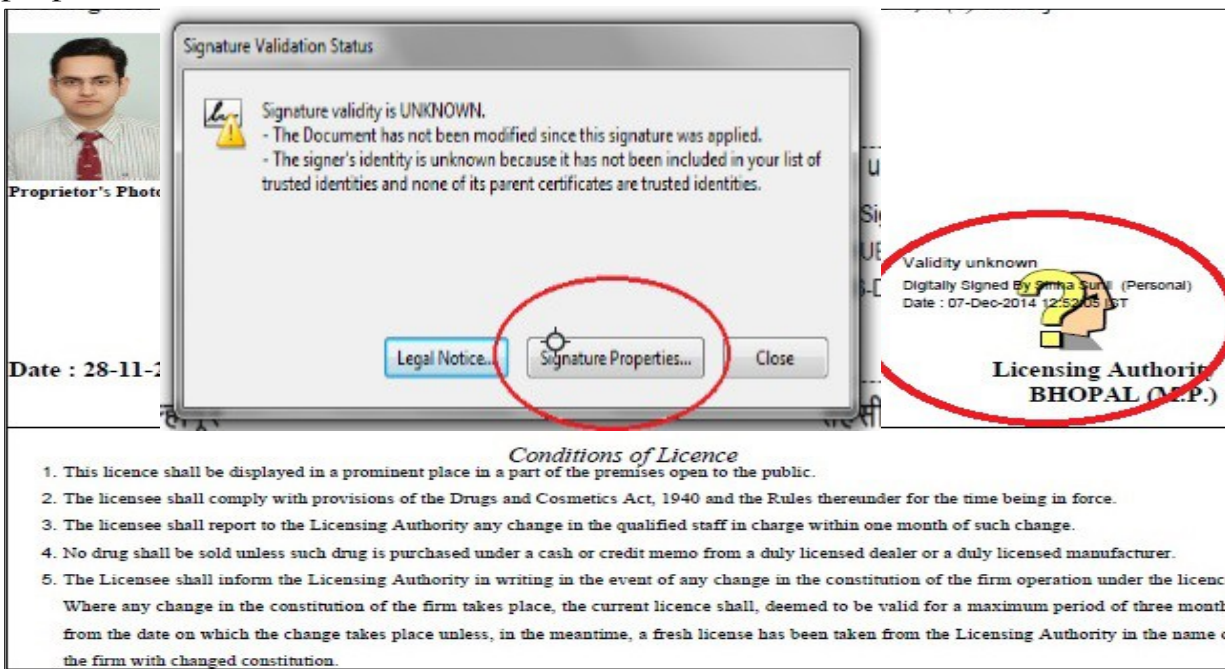 Signature Validation Status
Signature validity is UNKNOWN.
- The Document has not been modified since this signature was applied.
- The signer's identity is unknown because it has not been included in your list of
trusted identities and none of its parent certificates are trusted identities.
Legal Notice...
Signature Properties...
Close
Proprietor's Photo
Date : 28-11-2
Validity unknown
Digitally Signed By Sinha Sunil (Personal)
Date : 07-Dec-2014 12:52:05 IST
Licensing Authority
BHOPAL (M.P.)
Conditions of Licence
1. This licence shall be displayed in a prominent place in a part of the premises open to the public.
2. The licensee shall comply with provisions of the Drugs and Cosmetics Act, 1940 and the Rules thereunder for the time being in force.
3. The licensee shall report to the Licensing Authority any change in the qualified staff in charge within one month of such change.
4. No drug shall be sold unless such drug is purchased under a cash or credit memo from a duly licensed dealer or a duly licensed manufacturer.
5. The Licensee shall inform the Licensing Authority in writing in the event of any change in the constitution of the firm operation under the licenc
Where any change in the constitution of the firm takes place, the current licence shall, deemed to be valid for a maximum period of three month
from the date on which the change takes place unless, in the meantime, a fresh license has been taken from the Licensing Authority in the name o
the firm with changed constitution.